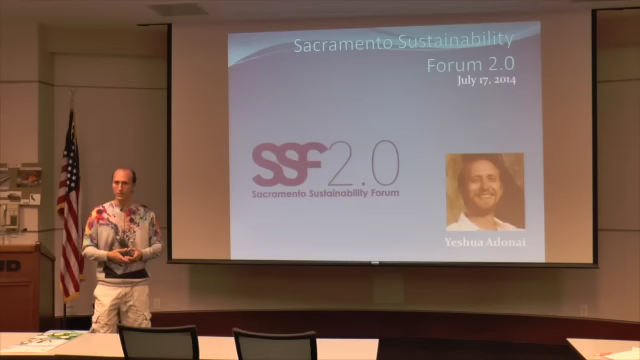 Sacramento Sustainability
Forum 2.0
July 17, 2014
SSF2.0
Sacramento Sustainability Forum
Yeshua Adonai